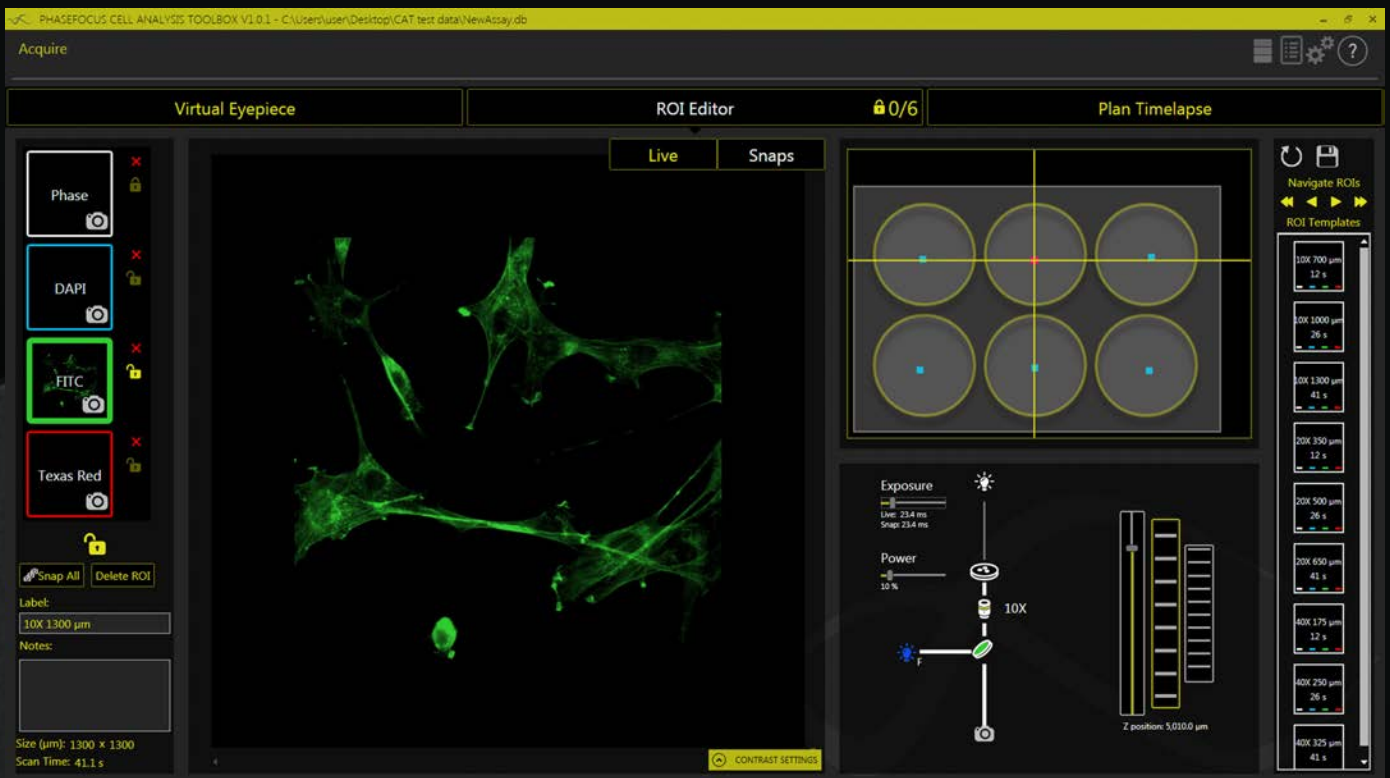 PHASEFOCUS CELL ANALYSIS TOOLBOX V1.0.1 - C:\Users\user\Desktop\CAT test data\NewAssay.db
Acquire
?
Virtual Eyepiece
ROI Editor
0/6
Plan Timelapse
Live
Snaps
Phase
DAPI
FITC
Texas Red
Snap All
Delete ROI
Label:
10X 1300 µm
Notes:
Size (µm): 1300 x 1300
Scan Time: 41.1 s
CONTRAST SETTINGS
Exposure
Live: 23.4 ms
Snap: 23.4 ms
Power
10 %
10X
F
Z position: 5,010.0 µm
Navigate ROIs
ROI Templates
10X 700 µm
12 s
10X 1000 µm
26 s
10X 1300 µm
41 s
20X 350 µm
12 s
20X 500 µm
26 s
20X 650 µm
41 s
40X 175 µm
12 s
40X 250 µm
26 s
40X 325 µm
41 s